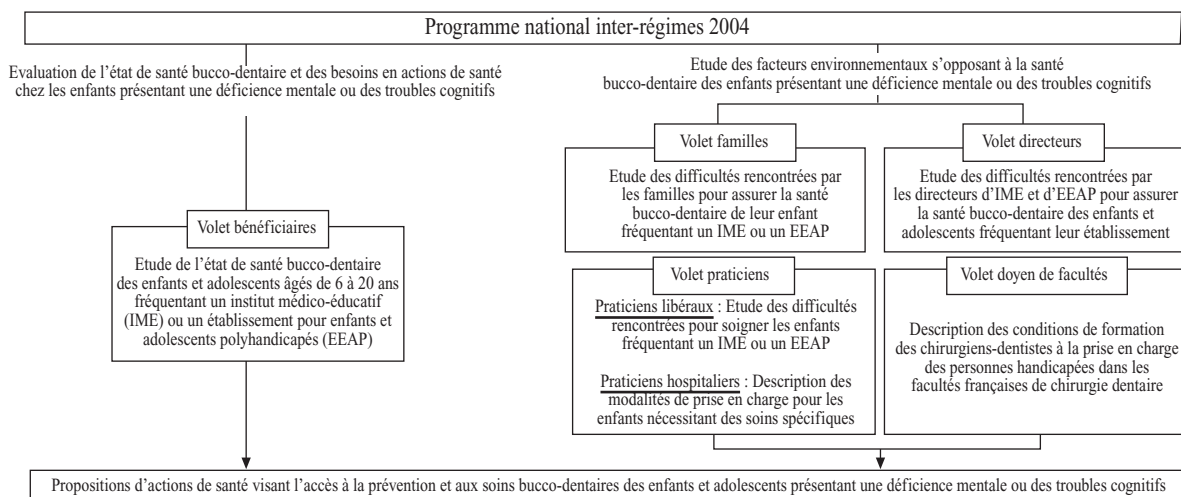 Programme national inter-régimes 2004
Evaluation de l'état de santé bucco-dentaire et des besoins en actions de santé
chez les enfants présentant une déficience mentale ou des troubles cognitifs
Volet bénéficiaires
Etude de l'état de santé bucco-dentaire
des enfants et adolescents âgés de 6 à 20 ans
fréquentant un institut médico-éducatif
(IME) ou un établissement pour enfants et
adolescents polyhandicapés (EEAP)
Etude des facteurs environnementaux s'opposant à la santé
bucco-dentaire des enfants présentant une déficience mentale ou des troubles cognitifs
Volet familles
Etude des difficultés rencontrées par
les familles pour assurer la santé
bucco-dentaire de leur enfant
fréquentant un IME ou un EEAP
Volet directeurs
Etude des difficultés rencontrées par
les directeurs d'IME et d'EEAP pour assurer
la santé bucco-dentaire des enfants et
adolescents fréquentant leur établissement
Volet praticiens
Praticiens libéraux : Etude des difficultés
rencontrées pour soigner les enfants
fréquentant un IME ou un EEAP
Praticiens hospitaliers : Description des
modalités de prise en charge pour les
enfants nécessitant des soins spécifiques
Volet doyen de facultés
Description des conditions de formation
des chirurgiens-dentistes à la prise en charge
des personnes handicapées dans les
facultés françaises de chirurgie dentaire
Propositions d'actions de santé visant l'accès à la prévention et aux soins bucco-dentaires des enfants et adolescents présentant une déficience mentale ou des troubles cognitifs